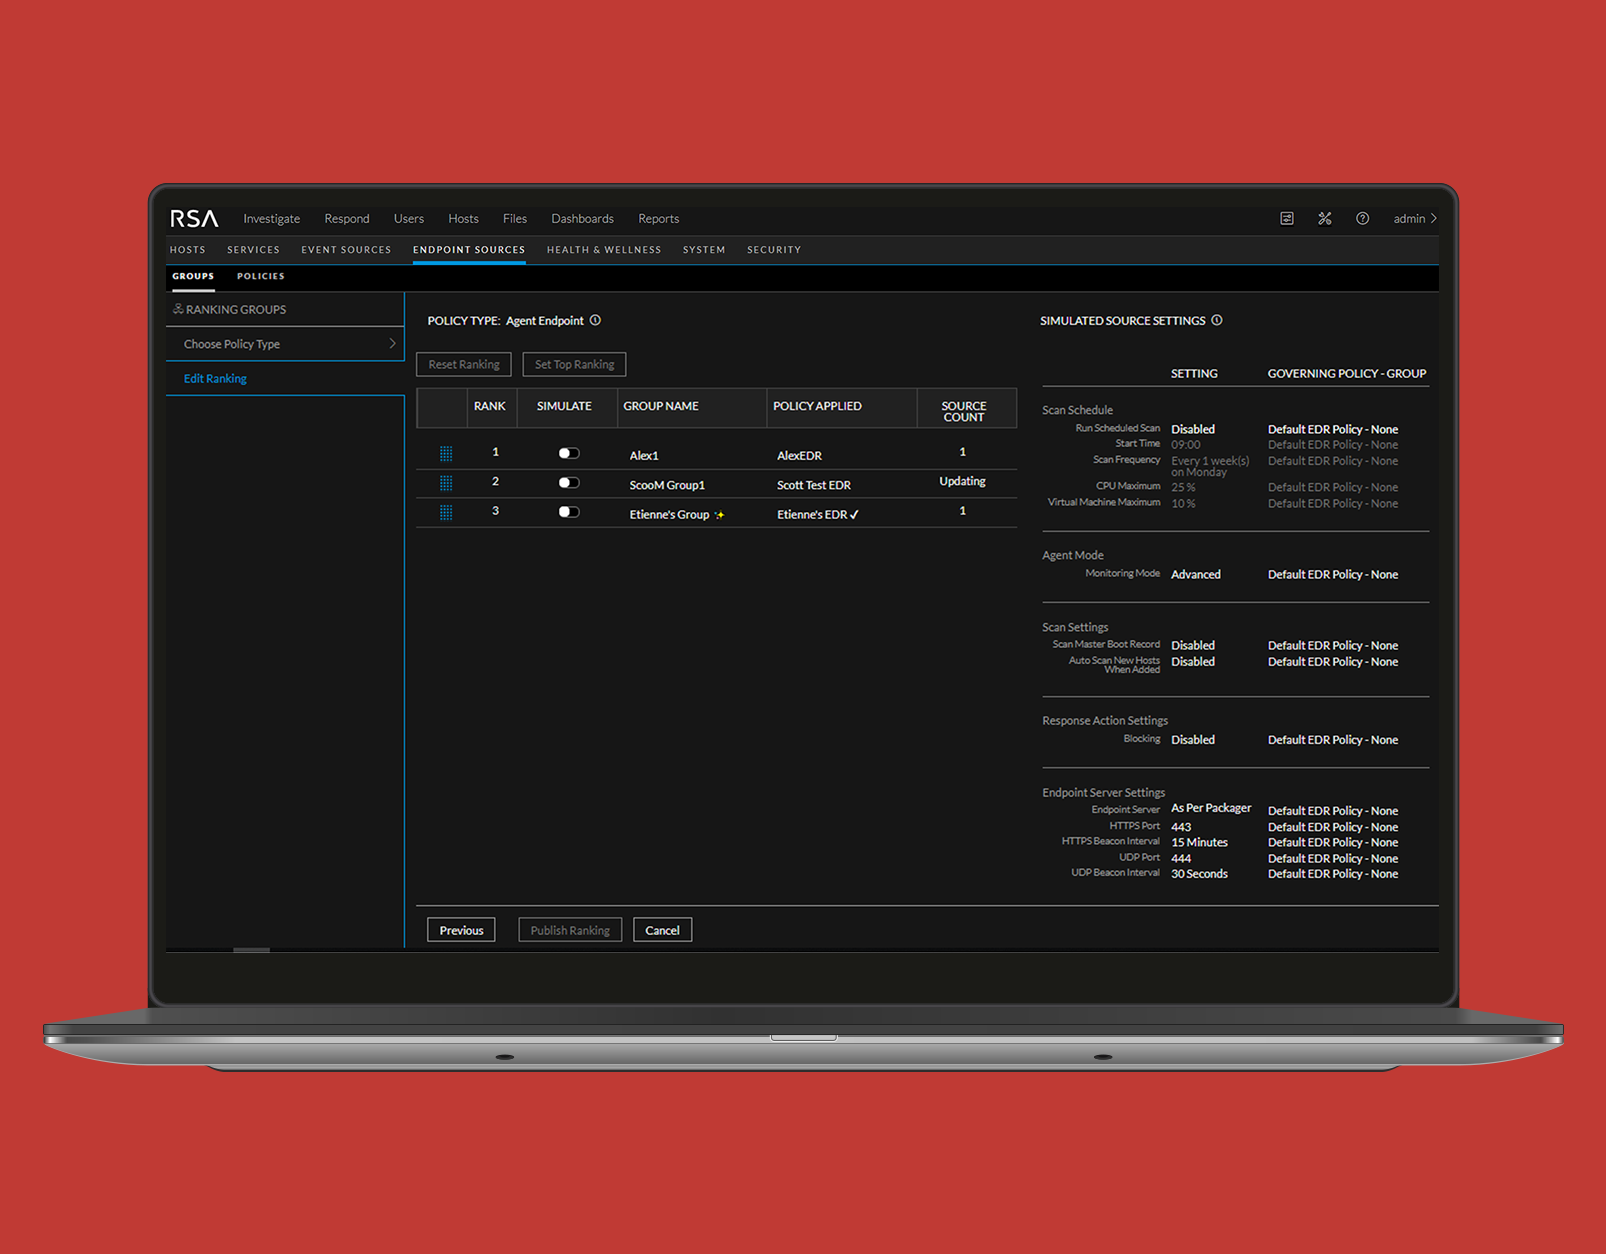 RSA Investigate Respond Users Hosts Files Dashboards Reports admin
HOSTS SERVICES EVENT SOURCES ENDPOINT SOURCES HEALTH & WELLNESS SYSTEM SECURITY
GROUPS POLICIES
RANKING GROUPS
Choose Policy Type
Edit Ranking
POLICY TYPE: Agent Endpoint
Reset Ranking Set Top Ranking
RANK SIMULATE GROUP NAME POLICY APPLIED SOURCE
COUNT
1 Alex1 AlexEDR 1
2 ScooM Group1 Scott Test EDR Updating
3 Etienne's Group ✨ Etienne's EDR ✓ 1
Previous Publish Ranking Cancel
SIMULATED SOURCE SETTINGS
SETTING GOVERNING POLICY - GROUP
Scan Schedule
Run Scheduled Scan Disabled Default EDR Policy - None
Start Time 09:00 Default EDR Policy - None
Scan Frequency Every 1 week(s) Default EDR Policy - None
on Monday
CPU Maximum 25 % Default EDR Policy - None
Virtual Machine Maximum 10 % Default EDR Policy - None
Agent Mode
Monitoring Mode Advanced Default EDR Policy - None
Scan Settings
Scan Master Boot Record Disabled Default EDR Policy - None
Auto Scan New Hosts Disabled Default EDR Policy - None
When Added
Response Action Settings
Blocking Disabled Default EDR Policy - None
Endpoint Server Settings
Endpoint Server As Per Packager Default EDR Policy - None
HTTPS Port 443 Default EDR Policy - None
HTTPS Beacon Interval 15 Minutes Default EDR Policy - None
UDP Port 444 Default EDR Policy - None
UDP Beacon Interval 30 Seconds Default EDR Policy - None